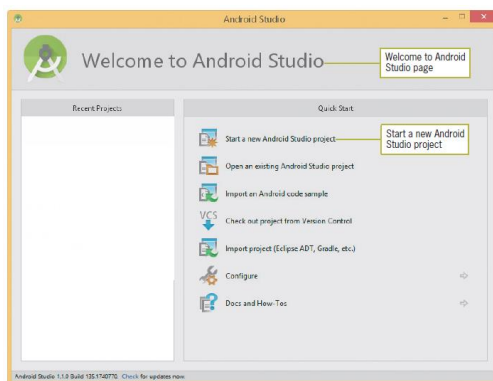 Android Studio
Welcome to Android Studio
Welcome to Android
Studio page
Recent Projects
Quick Start
Start a new Android Studio project
Start a new Android
Studio project
Open an existing Android Studio project
Import an Android code sample
VCS
Check out project from Version Control
Import project (Eclipse ADT, Gradle, etc.)
Configure
Docs and How-Tos
Android Studio 1.1.0 Build 135.1740770. Check for updates now.